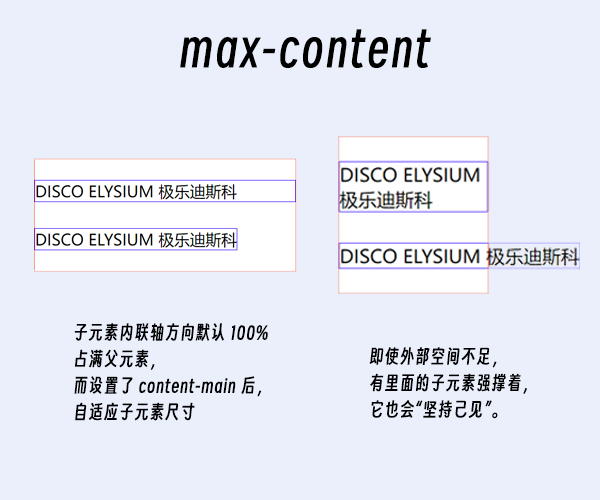 max-content
DISCO ELYSIUM 极乐迪斯科
DISCO ELYSIUM 极乐迪斯科
子元素内联轴方向默认 100%
占满父元素，
而设置了 content-main 后，
自适应子元素尺寸
DISCO ELYSIUM
极乐迪斯科
DISCO ELYSIUM 极乐迪斯科
即使外部空间不足，
有里面的子元素强撑着，
它也会“坚持己见”。